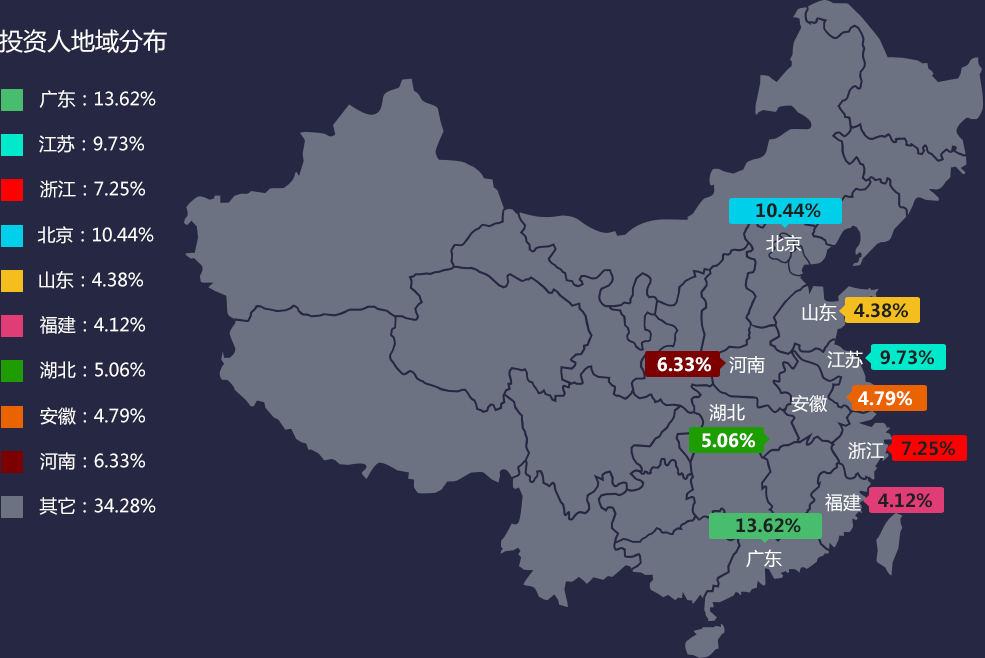 投资人地域分布
广东：13.62%
江苏：9.73%
浙江：7.25%
北京：10.44%
山东：4.38%
福建：4.12%
湖北：5.06%
安徽：4.79%
河南：6.33%
其它：34.28%
10.44%
北京
山东 4.38%
江苏 9.73%
6.33% 河南
安徽 4.79%
湖北
5.06%
浙江 7.25%
福建 4.12%
13.62%
广东